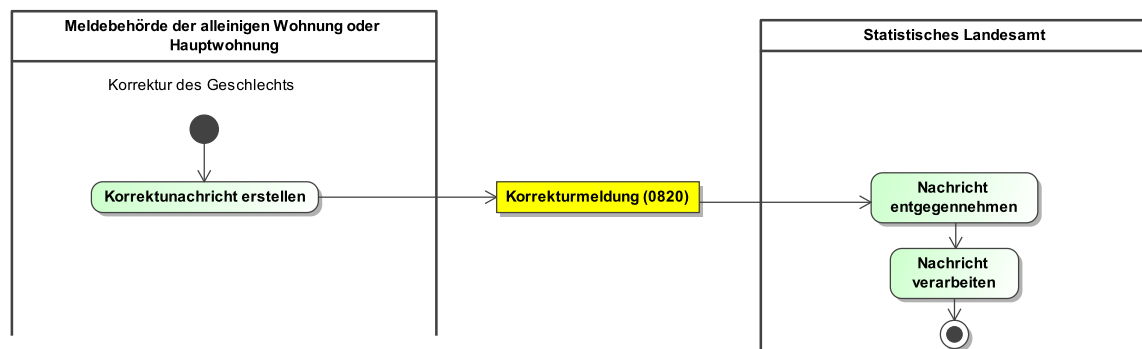 Meldebehörde der alleinigen Wohnung oder
Hauptwohnung
Korrektur des Geschlechts
Korrektunachricht erstellen
Korrekturmeldung (0820)
Statistisches Landesamt
Nachricht
entgegennehmen
Nachricht
verarbeiten